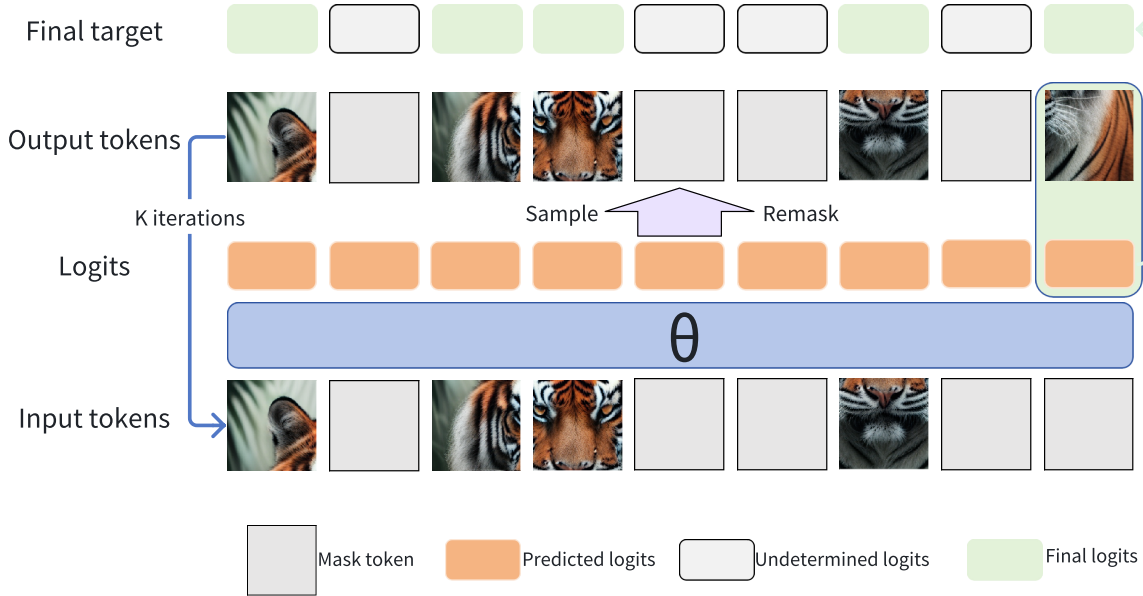 Final target
Output tokens
K iterations
Sample
Remask
Logits
θ
Input tokens
Mask token
Predicted logits
Undetermined logits
Final logits